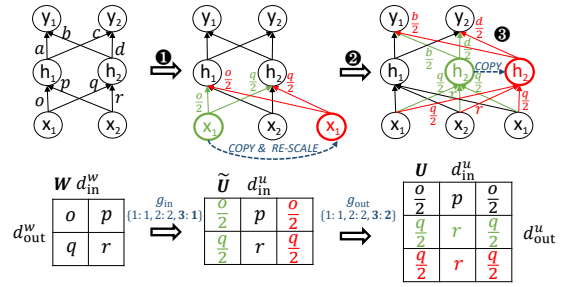 y₁ y₂ y₁ y₂ y₁ b/2 y₂ d/2 ❸
a b c d
b/2 d/2 COPY
h₁ p q h₂ ❶ h₁ o/2 q/2 h₂ q/2 ❷ h₁ h₂ h₂
o r o/2 q/2 q/2 q/2 r r q/2 q/2
x₁ x₂ x₁ x₂ x₁ x₁ x₂ x₁
COPY & RE-SCALE
W d_in^w
g_in
{1: 1, 2: 2, 3: 1}
Ũ d_in^u
g_out
{1: 1, 2: 2, 3: 2}
U d_in^u
d_out^w
o p
q r
o/2 p o/2
q/2 r q/2
o/2 p o/2
q/2 r q/2
q/2 r q/2
d_out^u